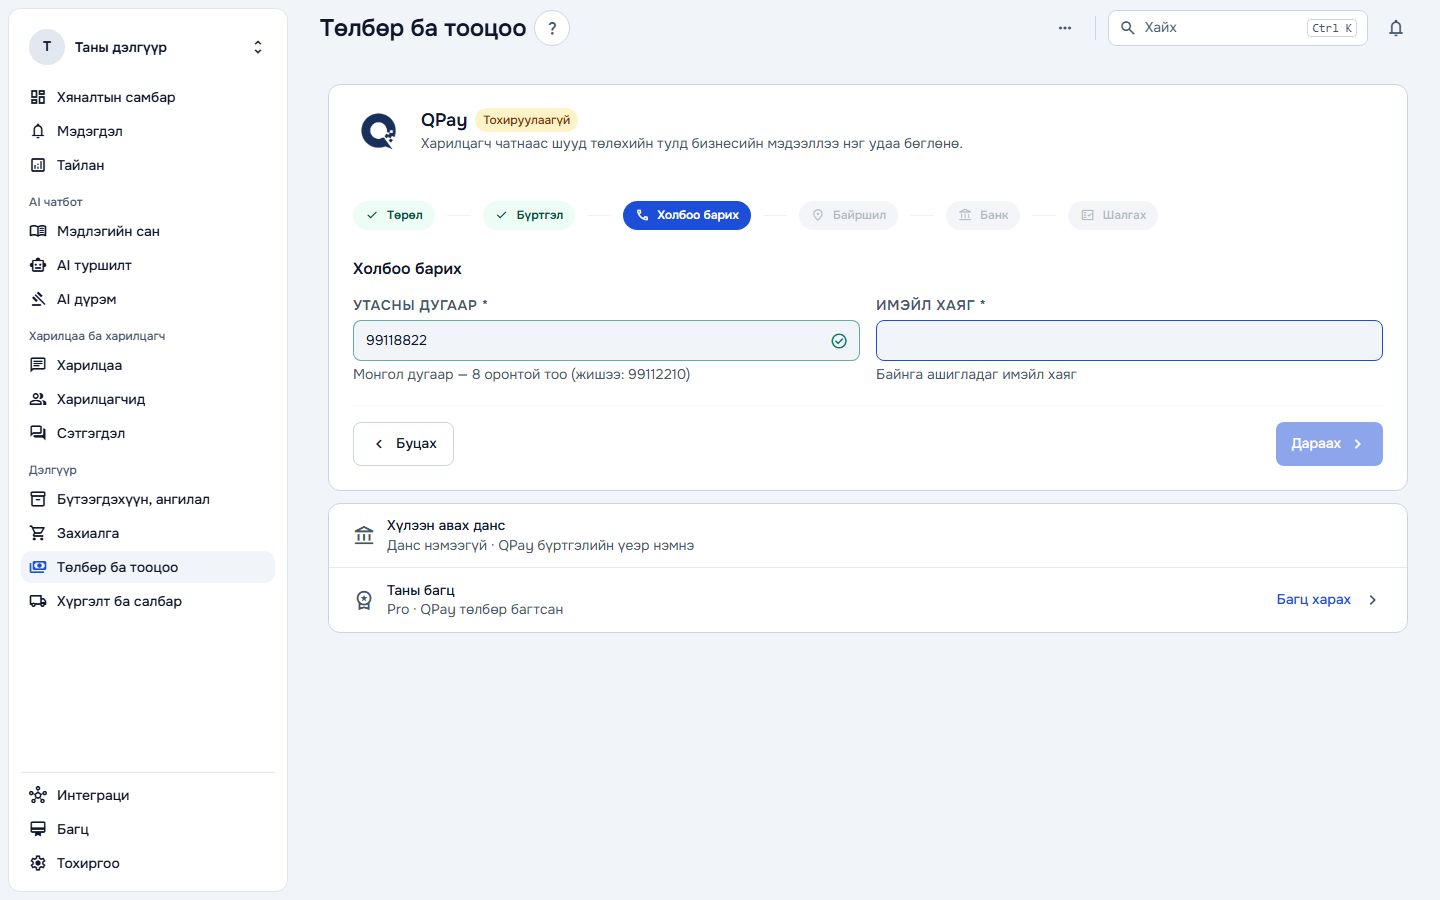 Т Таны дэлгүүр
Хяналтын самбар
Мэдэгдэл
Тайлан
AI чатбот
Мэдлэгийн сан
AI туршилт
AI дүрэм
Харилцаа ба харилцагч
Харилцаа
Харилцагчид
Сэтгэгдэл
Дэлгүүр
Бүтээгдэхүүн, ангилал
Захиалга
Төлбөр ба тооцоо
Хүргэлт ба салбар
Интеграци
Багц
Тохиргоо
Төлбөр ба тооцоо ?
Хайх Ctrl K
QPay Тохируулаагүй
Харилцагч чатнаас шууд төлөхийн тулд бизнесийн мэдээллээ нэг удаа бөглөнө.
Төрөл Бүртгэл Холбоо барих Байршил Банк Шалгах
Холбоо барих
УТАСНЫ ДУГААР * ИМЭЙЛ ХАЯГ *
99118822
Монгол дугаар — 8 оронтой тоо (жишээ: 99112210) Байнга ашигладаг имэйл хаяг
Буцах Дараах
Хүлээн авах данс
Данс нэмээгүй · QPay бүртгэлийн үеэр нэмнэ
Таны багц
Pro · QPay төлбөр багтсан Багц харах